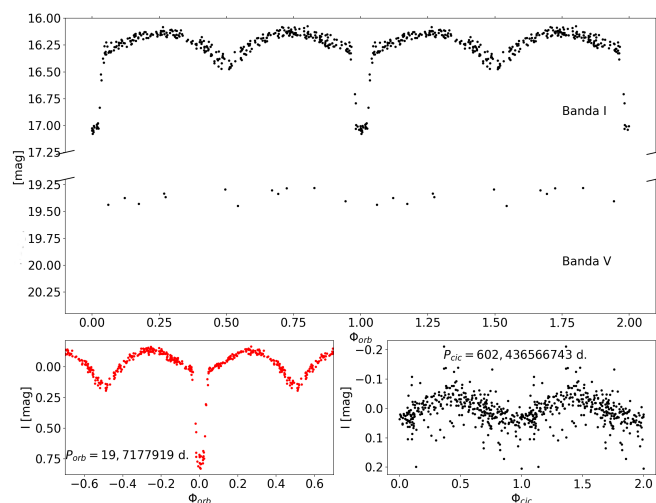 16.00
16.25
16.50
16.75
17.00
17.25
[mag]
19.25
19.50
19.75
20.00
20.25
Banda I
Banda V
0.00 0.25 0.50 0.75 1.00 1.25 1.50 1.75 2.00
Φorb
0.00
0.25
0.50
0.75
I [mag]
Porb = 19,7177919 d.
−0.6 −0.4 −0.2 0.0 0.2 0.4 0.6
Φorb
−0.2
−0.1
0.0
0.1
0.2
I [mag]
Pcic = 602,436566743 d.
0.0 0.5 1.0 1.5 2.0
Φcic